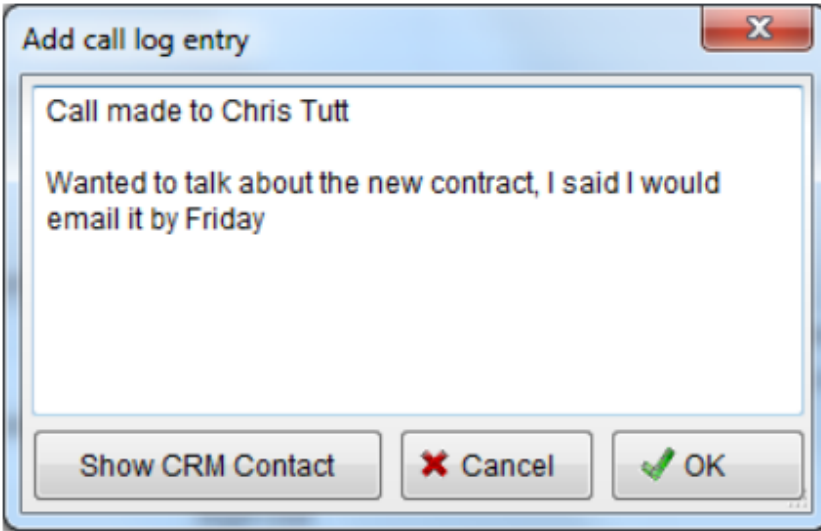 Add call log entry
Call made to Chris Tutt
Wanted to talk about the new contract, I said I would
email it by Friday
Show CRM Contact
Cancel
OK